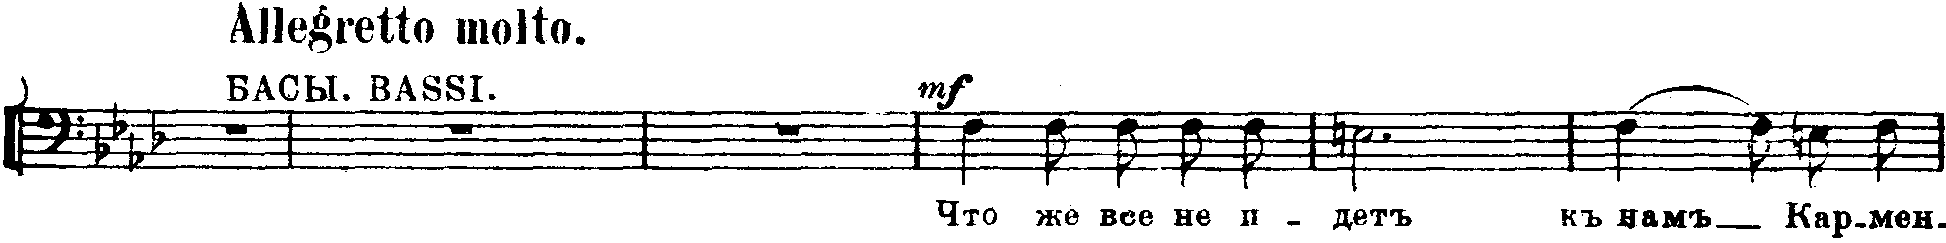 Allegretto molto.
БАСЫ. BASSI.
mf
Что же все не п - детъ къ намъ Кар-мен-